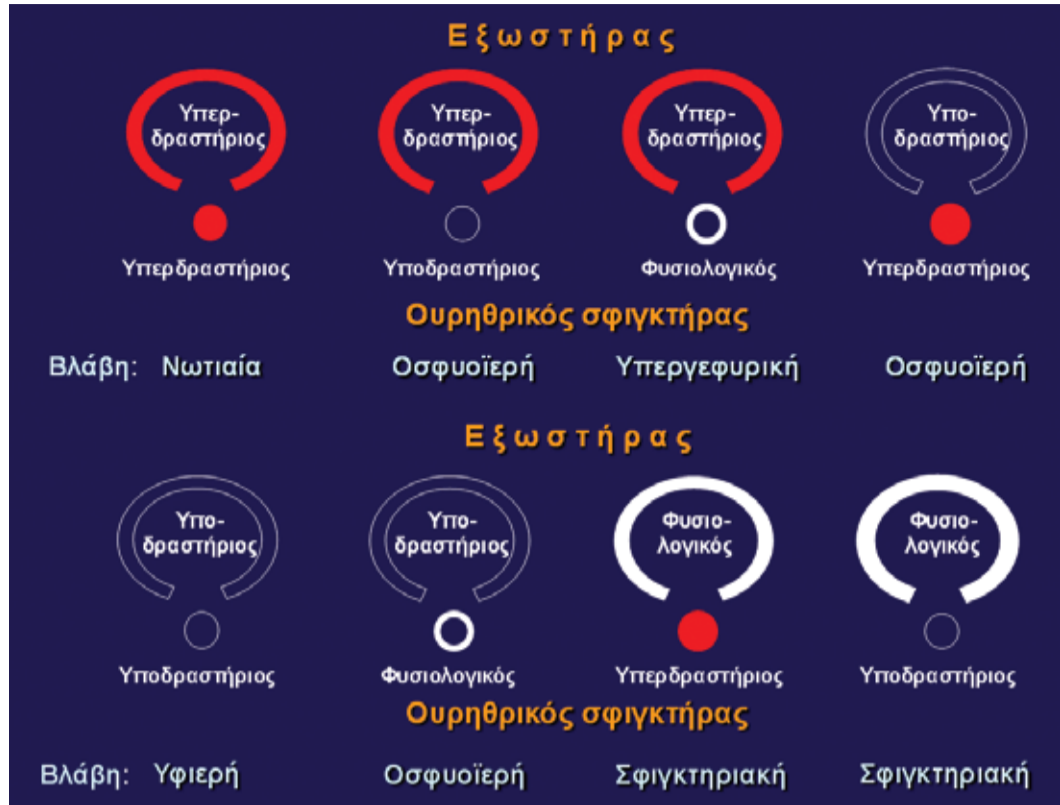 Εξωστήρας
Υπερ- Υπερ- Υπερ- Υπο-
δραστήριος δραστήριος δραστήριος δραστήριος
Υπερδραστήριος Υποδραστήριος Φυσιολογικός Υπερδραστήριος
Ουρηθρικός σφιγκτήρας
Βλάβη: Νωτιαία Οσφυοϊερή Υπεργεφυρική Οσφυοϊερή
Εξωστήρας
Υπο- Υπο- Φυσιο- Φυσιο-
δραστήριος δραστήριος λογικός λογικός
Υποδραστήριος Φυσιολογικός Υπερδραστήριος Υποδραστήριος
Ουρηθρικός σφιγκτήρας
Βλάβη: Υφιερή Οσφυοϊερή Σφιγκτηριακή Σφιγκτηριακή